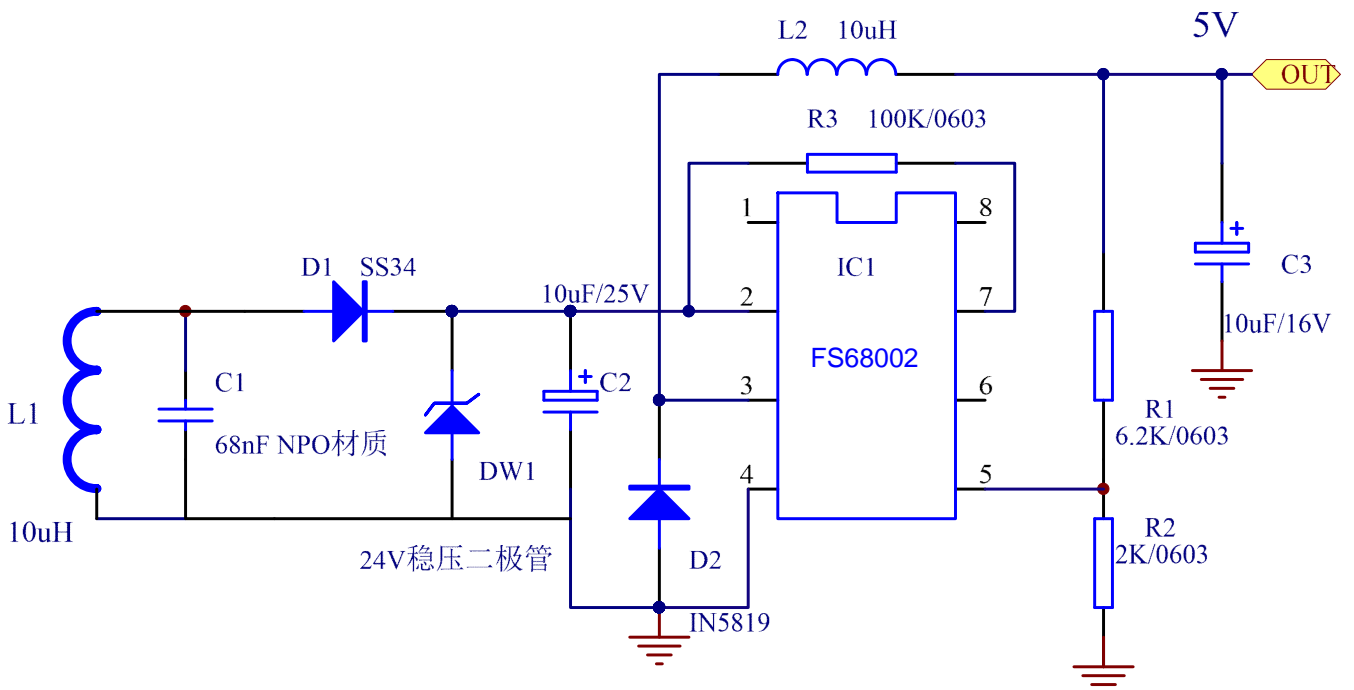 5V
L2 10uH
OUT
R3 100K/0603
1
8
D1 SS34
IC1
C3
10uF/25V
2
7
10uF/16V
FS68002
C1
C2
3
6
L1
R1
68nF NPO材质
6.2K/0603
DW1
4
5
10uH
R2
24V稳压二极管
D2
2K/0603
IN5819